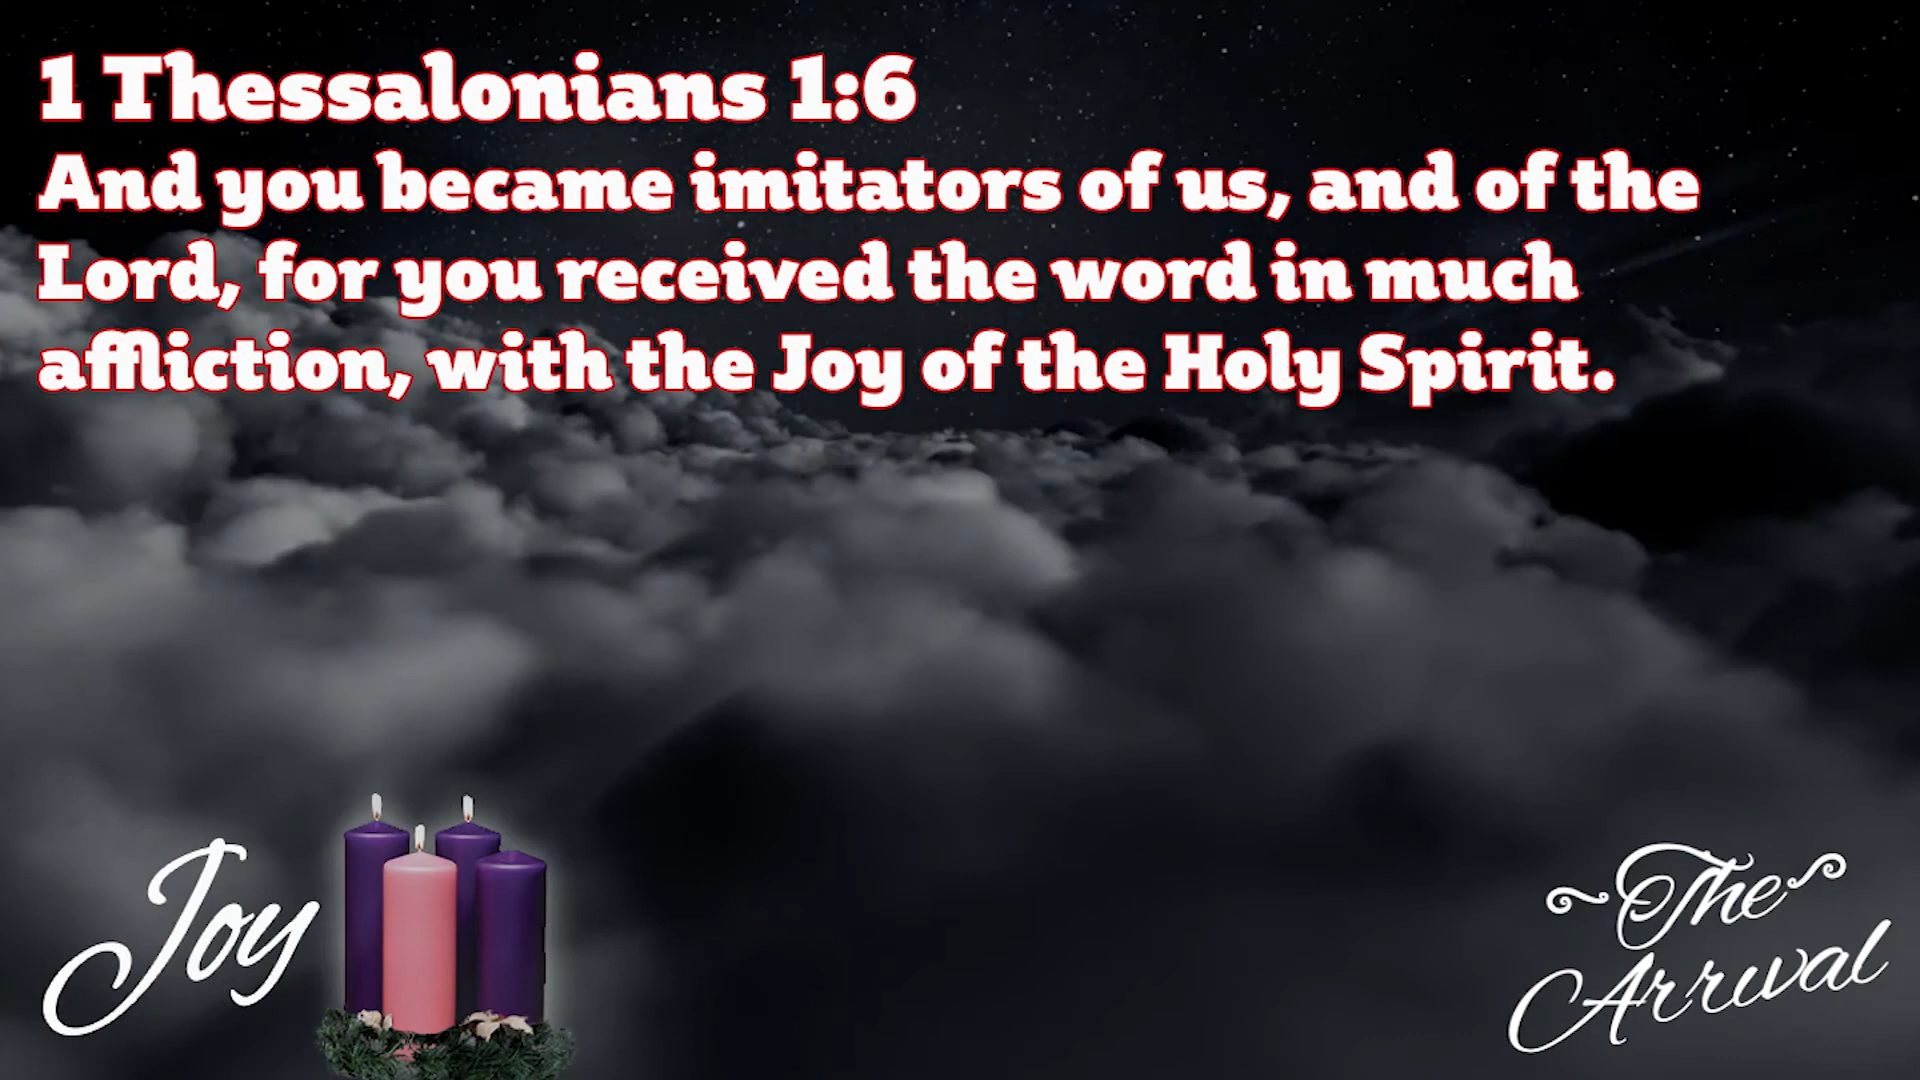 1 Thessalonians 1:6
And you became imitators of us, and of the
Lord, for you received the word in much
affliction, with the Joy of the Holy Spirit.
Joy
~The~
Arrival